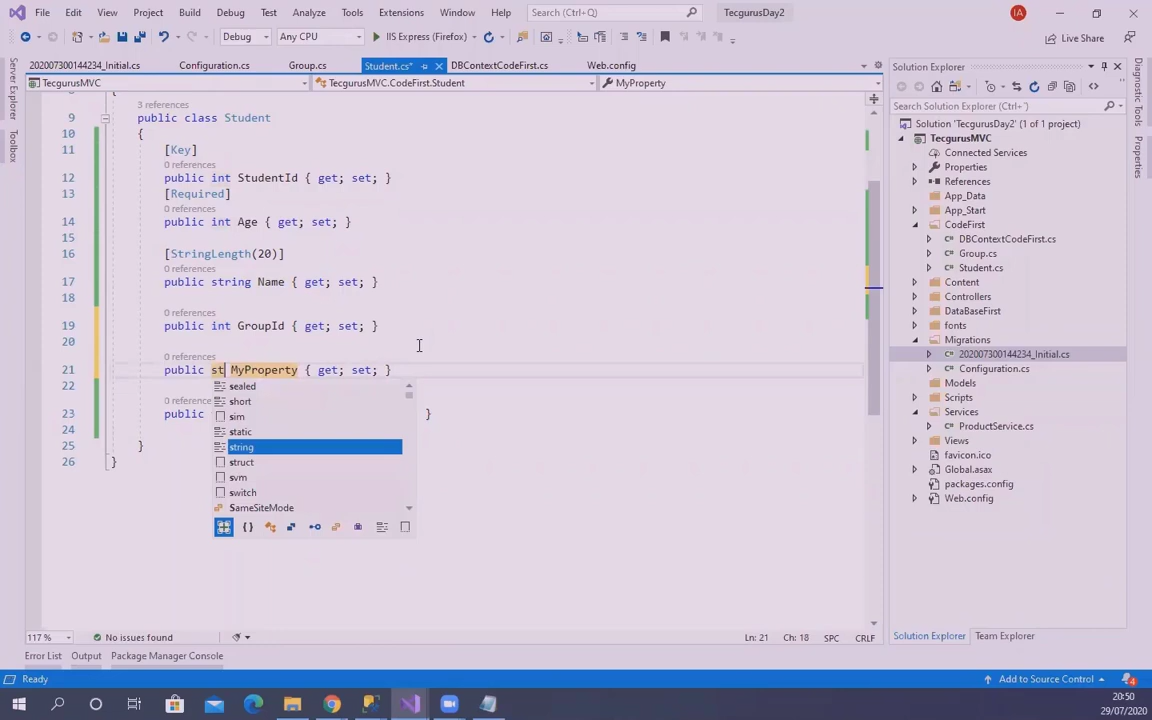 File Edit View Project Build Debug Test Analyze Tools Extensions Window Help Search (Ctrl+Q) TecgurusDay2 IA
Debug Any CPU IIS Express (Firefox) Live Share
202007300144234_Initial.cs Configuration.cs Group.cs Student.cs* DBContextCodeFirst.cs Web.config
TecgurusMVC TecgurusMVC.CodeFirst.Student MyProperty
3 references
9 public class Student
10 {
11 [Key]
0 references
12 public int StudentId { get; set; }
13 [Required]
0 references
14 public int Age { get; set; }
15
16 [StringLength(20)]
0 references
17 public string Name { get; set; }
18
0 references
19 public int GroupId { get; set; }
20
0 references
21 public st MyProperty { get; set; }
22
0 reference
23 public }
24
25 }
26 }
sealed
short
sim
static
string
struct
svm
switch
SameSiteMode
117 % No issues found Ln: 21 Ch: 18 SPC CRLF
Error List Output Package Manager Console
Ready Add to Source Control 4
Server Explorer
Toolbox
Solution Explorer
Search Solution Explorer (Ctrl+´)
Solution 'TecgurusDay2' (1 of 1 project)
TecgurusMVC
Connected Services
Properties
References
App_Data
App_Start
CodeFirst
DBContextCodeFirst.cs
Group.cs
Student.cs
Content
Controllers
DataBaseFirst
fonts
Migrations
202007300144234_Initial.cs
Configuration.cs
Models
Scripts
Services
ProductService.cs
Views
favicon.ico
Global.asax
packages.config
Web.config
Solution Explorer Team Explorer
Diagnostic Tools
Properties
20:50
29/07/2020